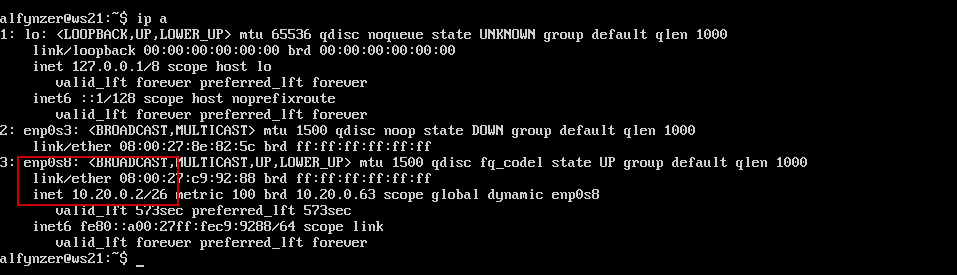 alfynzer@ws21:~$ ip a
1: lo: <LOOPBACK,UP,LOWER_UP> mtu 65536 qdisc noqueue state UNKNOWN group default qlen 1000
    link/loopback 00:00:00:00:00:00 brd 00:00:00:00:00:00
    inet 127.0.0.1/8 scope host lo
       valid_lft forever preferred_lft forever
    inet6 ::1/128 scope host noprefixroute
       valid_lft forever preferred_lft forever
2: enp0s3: <BROADCAST,MULTICAST> mtu 1500 qdisc noop state DOWN group default qlen 1000
    link/ether 08:00:27:8e:82:5c brd ff:ff:ff:ff:ff:ff
3: enp0s8: <BROADCAST,MULTICAST,UP,LOWER_UP> mtu 1500 qdisc fq_codel state UP group default qlen 1000
    link/ether 08:00:27:c9:92:88 brd ff:ff:ff:ff:ff:ff
    inet 10.20.0.2/26 metric 100 brd 10.20.0.63 scope global dynamic enp0s8
       valid_lft 573sec preferred_lft 573sec
    inet6 fe80::a00:27ff:fec9:9288/64 scope link
       valid_lft forever preferred_lft forever
alfynzer@ws21:~$ _